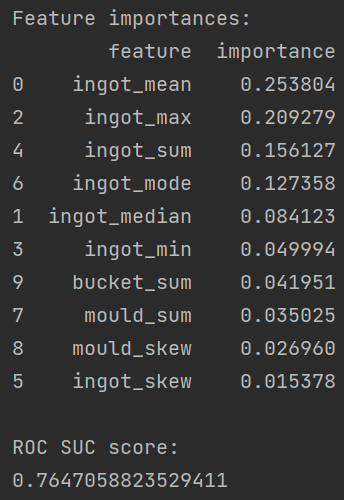 Feature importances:
feature importance
0 ingot_mean 0.253804
2 ingot_max 0.209279
4 ingot_sum 0.156127
6 ingot_mode 0.127358
1 ingot_median 0.084123
3 ingot_min 0.049994
9 bucket_sum 0.041951
7 mould_sum 0.035025
8 mould_skew 0.026960
5 ingot_skew 0.015378
ROC SUC score:
0.7647058823529411